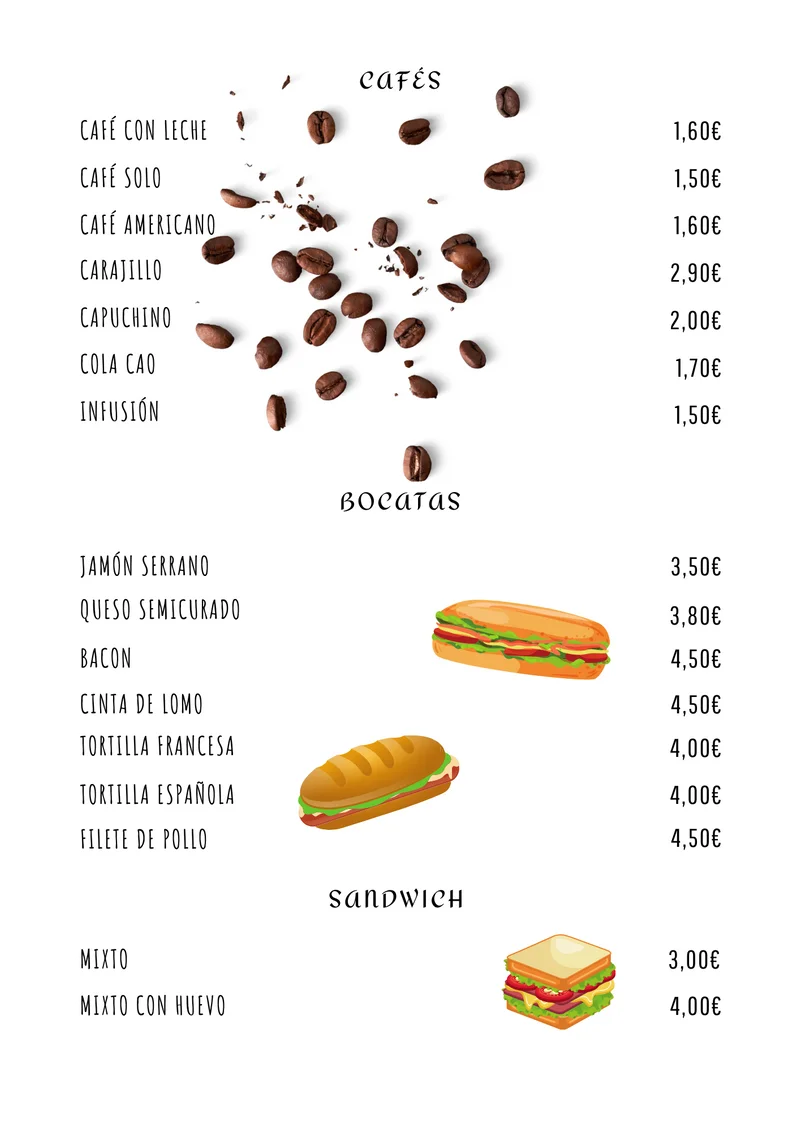 CAFÉS
CAFÉ CON LECHE 1,60€
CAFÉ SOLO 1,50€
CAFÉ AMERICANO 1,60€
CARAJILLO 2,90€
CAPUCHINO 2,00€
COLA CAO 1,70€
INFUSIÓN 1,50€
BOCATAS
JAMÓN SERRANO 3,50€
QUESO SEMICURADO 3,80€
BACON 4,50€
CINTA DE LOMO 4,50€
TORTILLA FRANCESA 4,00€
TORTILLA ESPAÑOLA 4,00€
FILETE DE POLLO 4,50€
SANDWICH
MIXTO 3,00€
MIXTO CON HUEVO 4,00€